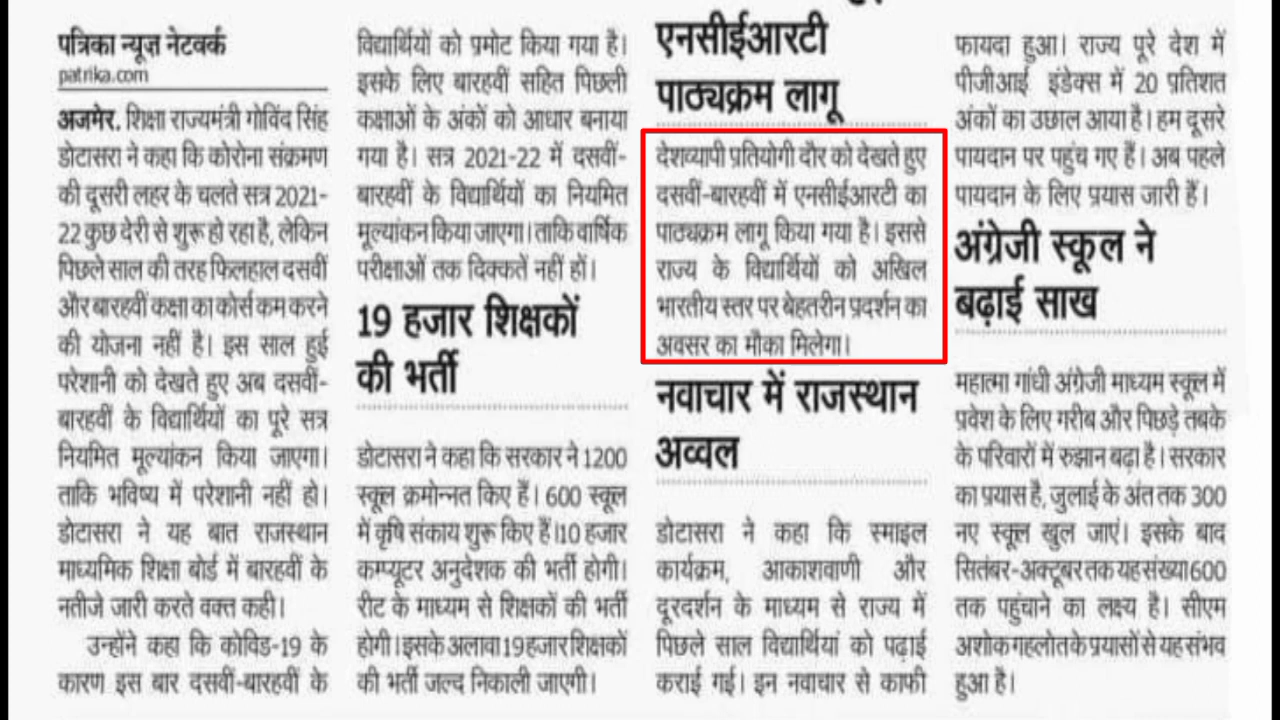 पत्रिका न्यूज़ नेटवर्क
patrika.com
अजमेर. शिक्षा राज्यमंत्री गोविंद सिंह
डोटासरा ने कहा कि कोरोना संक्रमण
की दूसरी लहर के चलते सत्र 2021-
22 कुछ देरी से शुरू हो रहा है, लेकिन
पिछले साल की तरह फिलहाल दसवीं
और बारहवीं कक्षा का कोर्स कम करने
की योजना नहीं है। इस साल हुई
परेशानी को देखते हुए अब दसवीं-
बारहवीं के विद्यार्थियों का पूरे सत्र
नियमित मूल्यांकन किया जाएगा।
ताकि भविष्य में परेशानी नहीं हो।
डोटासरा ने यह बात राजस्थान
माध्यमिक शिक्षा बोर्ड में बारहवीं के
नतीजे जारी करते वक्त कही।
उन्होंने कहा कि कोविड-19 के
कारण इस बार दसवीं-बारहवीं के
विद्यार्थियों को प्रमोट किया गया है।
इसके लिए बारहवीं सहित पिछली
कक्षाओं के अंकों को आधार बनाया
गया है। सत्र 2021-22 में दसवीं-
बारहवीं के विद्यार्थियों का नियमित
मूल्यांकन किया जाएगा। ताकि वार्षिक
परीक्षाओं तक दिक्कतें नहीं हों।
19 हजार शिक्षकों
की भर्ती
डोटासरा ने कहा कि सरकार ने 1200
स्कूल क्रमोन्नत किए हैं। 600 स्कूल
में कृषि संकाय शुरू किए हैं।10 हजार
कम्प्यूटर अनुदेशक की भर्ती होगी।
रीट के माध्यम से शिक्षकों की भर्ती
होगी। इसके अलावा 19 हजार शिक्षकों
की भर्ती जल्द निकाली जाएगी।
एनसीईआरटी
पाठ्यक्रम लागू
देशव्यापी प्रतियोगी दौर को देखते हुए
दसवीं-बारहवीं में एनसीईआरटी का
पाठ्यक्रम लागू किया गया है। इससे
राज्य के विद्यार्थियों को अखिल
भारतीय स्तर पर बेहतरीन प्रदर्शन का
अवसर का मौका मिलेगा।
नवाचार में राजस्थान
अव्वल
डोटासरा ने कहा कि स्माइल
कार्यक्रम, आकाशवाणी और
दूरदर्शन के माध्यम से राज्य में
पिछले साल विद्यार्थियां को पढ़ाई
कराई गई। इन नवाचार से काफी
फायदा हुआ। राज्य पूरे देश में
पीजीआई इंडेक्स में 20 प्रतिशत
अंकों का उछाल आया है। हम दूसरे
पायदान पर पहुंच गए हैं। अब पहले
पायदान के लिए प्रयास जारी हैं।
अंग्रेजी स्कूल ने
बढ़ाई साख
महात्मा गांधी अंग्रेजी माध्यम स्कूल में
प्रवेश के लिए गरीब और पिछड़े तबके
के परिवारों में रुझान बढ़ा है। सरकार
का प्रयास है, जुलाई के अंत तक 300
नए स्कूल खुल जाएं। इसके बाद
सितंबर-अक्टूबर तक यह संख्या 600
तक पहुंचाने का लक्ष्य है। सीएम
अशोक गहलोत के प्रयासों से यह संभव
हुआ है।